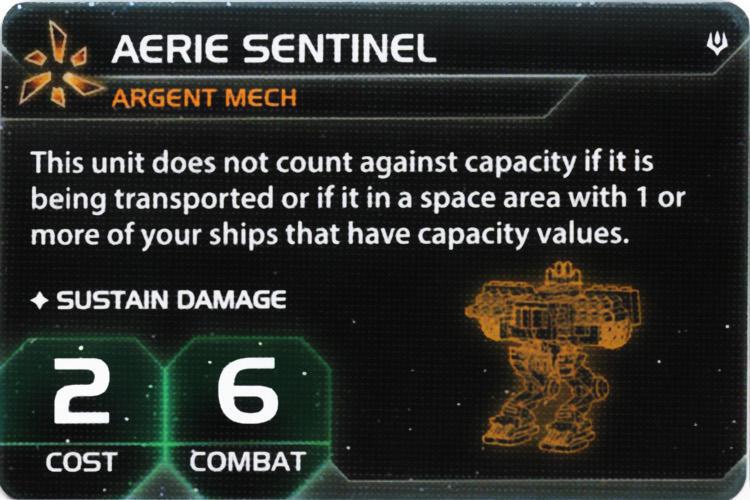 AERIE SENTINEL
ARGENT MECH
This unit does not count against capacity if it is
being transported or if it in a space area with 1 or
more of your ships that have capacity values.
SUSTAIN DAMAGE
2 6
COST COMBAT